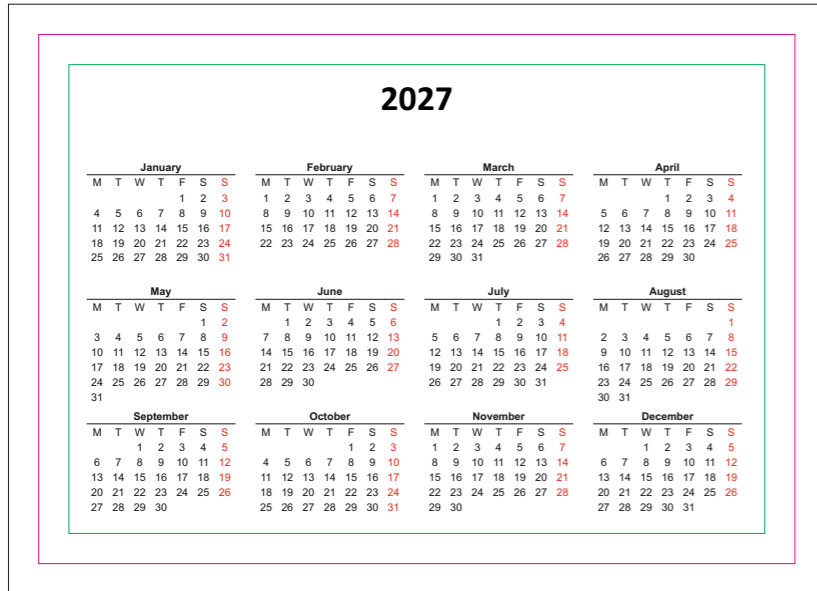 2027
January February March April
M T W T F S S M T W T F S S M T W T F S S M T W T F S S
1 2 3 1 2 3 4 5 6 7 1 2 3 4 5 6 7 1 2 3 4
4 5 6 7 8 9 10 8 9 10 11 12 13 14 8 9 10 11 12 13 14 5 6 7 8 9 10 11
11 12 13 14 15 16 17 15 16 17 18 19 20 21 15 16 17 18 19 20 21 12 13 14 15 16 17 18
18 19 20 21 22 23 24 22 23 24 25 26 27 28 22 23 24 25 26 27 28 19 20 21 22 23 24 25
25 26 27 28 29 30 31 29 30 31 26 27 28 29 30
May June July August
M T W T F S S M T W T F S S M T W T F S S M T W T F S S
1 2 1 2 3 4 5 6 1 2 3 4 1
3 4 5 6 7 8 9 7 8 9 10 11 12 13 5 6 7 8 9 10 11 2 3 4 5 6 7 8
10 11 12 13 14 15 16 14 15 16 17 18 19 20 12 13 14 15 16 17 18 9 10 11 12 13 14 15
17 18 19 20 21 22 23 21 22 23 24 25 26 27 19 20 21 22 23 24 25 16 17 18 19 20 21 22
24 25 26 27 28 29 30 28 29 30 26 27 28 29 30 31 23 24 25 26 27 28 29
31 30 31
September October November December
M T W T F S S M T W T F S S M T W T F S S M T W T F S S
1 2 3 4 5 1 2 3 1 2 3 4 5 6 7 1 2 3 4 5
6 7 8 9 10 11 12 4 5 6 7 8 9 10 8 9 10 11 12 13 14 6 7 8 9 10 11 12
13 14 15 16 17 18 19 11 12 13 14 15 16 17 15 16 17 18 19 20 21 13 14 15 16 17 18 19
20 21 22 23 24 25 26 18 19 20 21 22 23 24 22 23 24 25 26 27 28 20 21 22 23 24 25 26
27 28 29 30 25 26 27 28 29 30 31 29 30 27 28 29 30 31